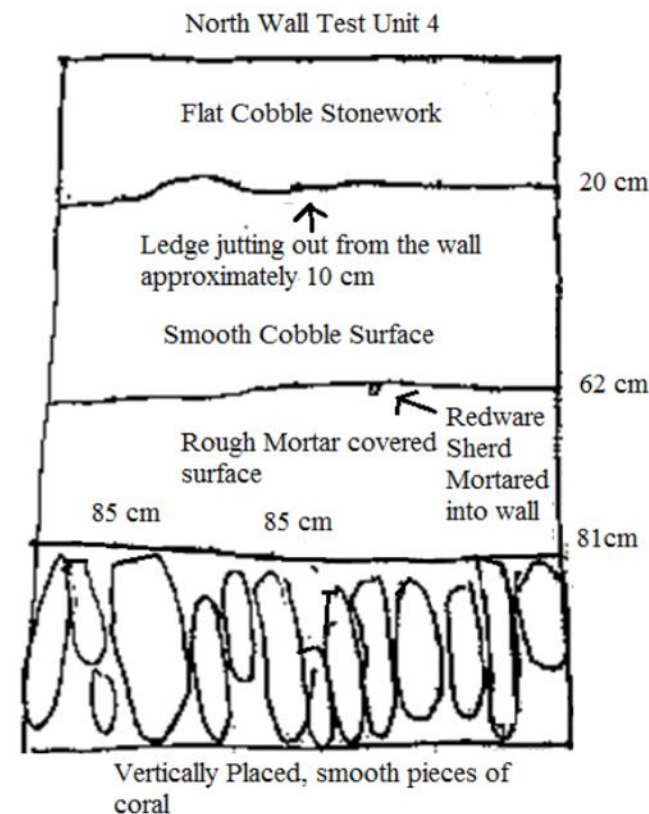 North Wall Test Unit 4
Flat Cobble Stonework
20 cm
Ledge jutting out from the wall
approximately 10 cm
Smooth Cobble Surface
62 cm
Redware
Sherd
Mortared
into wall
Rough Mortar covered
surface
85 cm
85 cm
81cm
Vertically Placed, smooth pieces of
coral